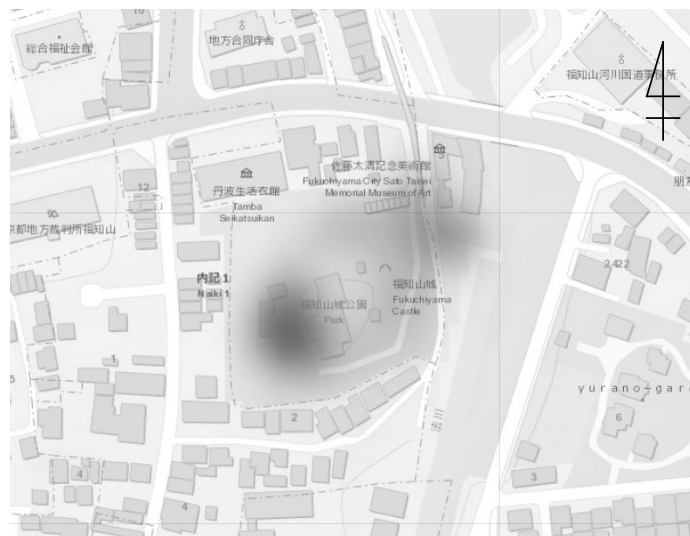 10
総合福祉会館
地方合同庁舎
福知山河川国道事務所
佐藤太清記念美術館
Fukuchiyama City Sato Taisei
Memorial Museum of Art
丹波生活衣館
Tamba
Seikatsukan
12
京都地方裁判所福知山
内記 1
Naiki 1
福知山城公園
Park
福知山城
Fukuchiyama
Castle
2422
1
yurano-gar
6
2
法川
4
3
4